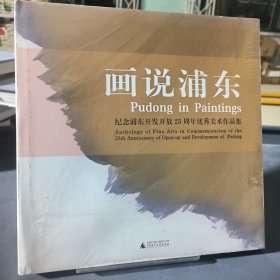 画说浦东
Pudong in Paintings
纪念浦东开发开放25周年优秀美术作品集
Anthology of Fine Arts in Commemoration of the
25th Anniversary of Open-up and Development of Pudong